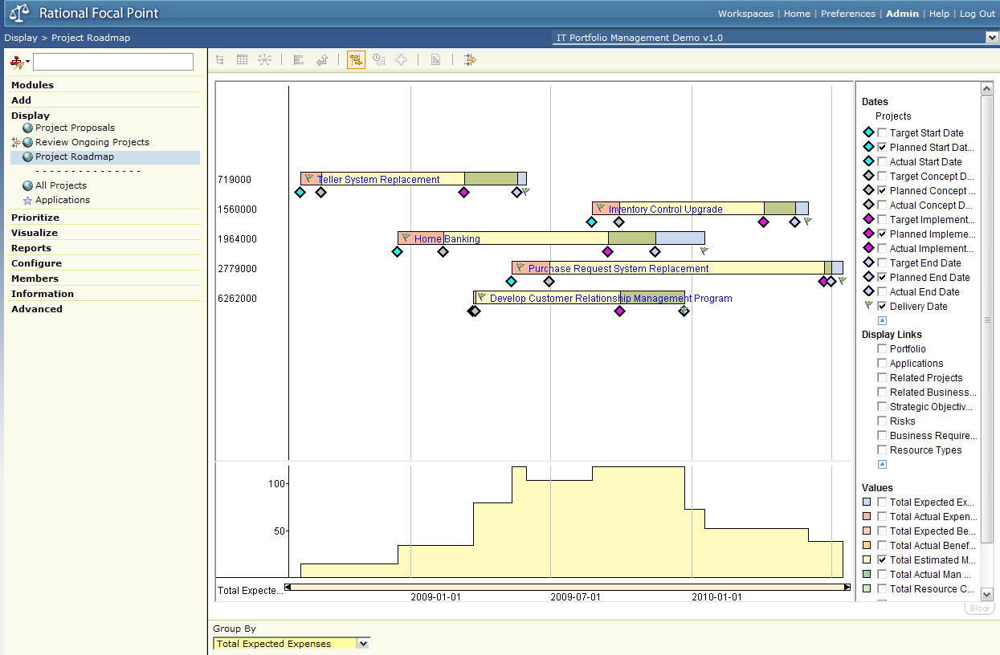 Rational Focal Point
Workspaces | Home | Preferences | Admin | Help | Log Out
Display > Project Roadmap
IT Portfolio Management Demo v1.0
Modules
Add
Display
Project Proposals
Review Ongoing Projects
Project Roadmap
- - - - - - - - - - - - - - -
All Projects
Applications
Prioritize
Visualize
Reports
Configure
Members
Information
Advanced
719000
Teller System Replacement
1560000
Inventory Control Upgrade
1964000
Home Banking
2779000
Purchase Request System Replacement
6262000
Develop Customer Relationship Management Program
100
50
Total Expecte...
2009-01-01
2009-07-01
2010-01-01
Dates
Projects
Target Start Date
Planned Start Dat...
Actual Start Date
Target Concept D...
Planned Concept ...
Actual Concept D...
Target Implement...
Planned Impleme...
Actual Implement...
Target End Date
Planned End Date
Actual End Date
Delivery Date
Display Links
Portfolio
Applications
Related Projects
Related Business...
Strategic Objectiv...
Risks
Business Require...
Resource Types
Values
Total Expected Ex...
Total Actual Expen...
Total Expected Be...
Total Actual Benef...
Total Estimated M...
Total Actual Man ...
Total Resource C...
Block
Group By
Total Expected Expenses